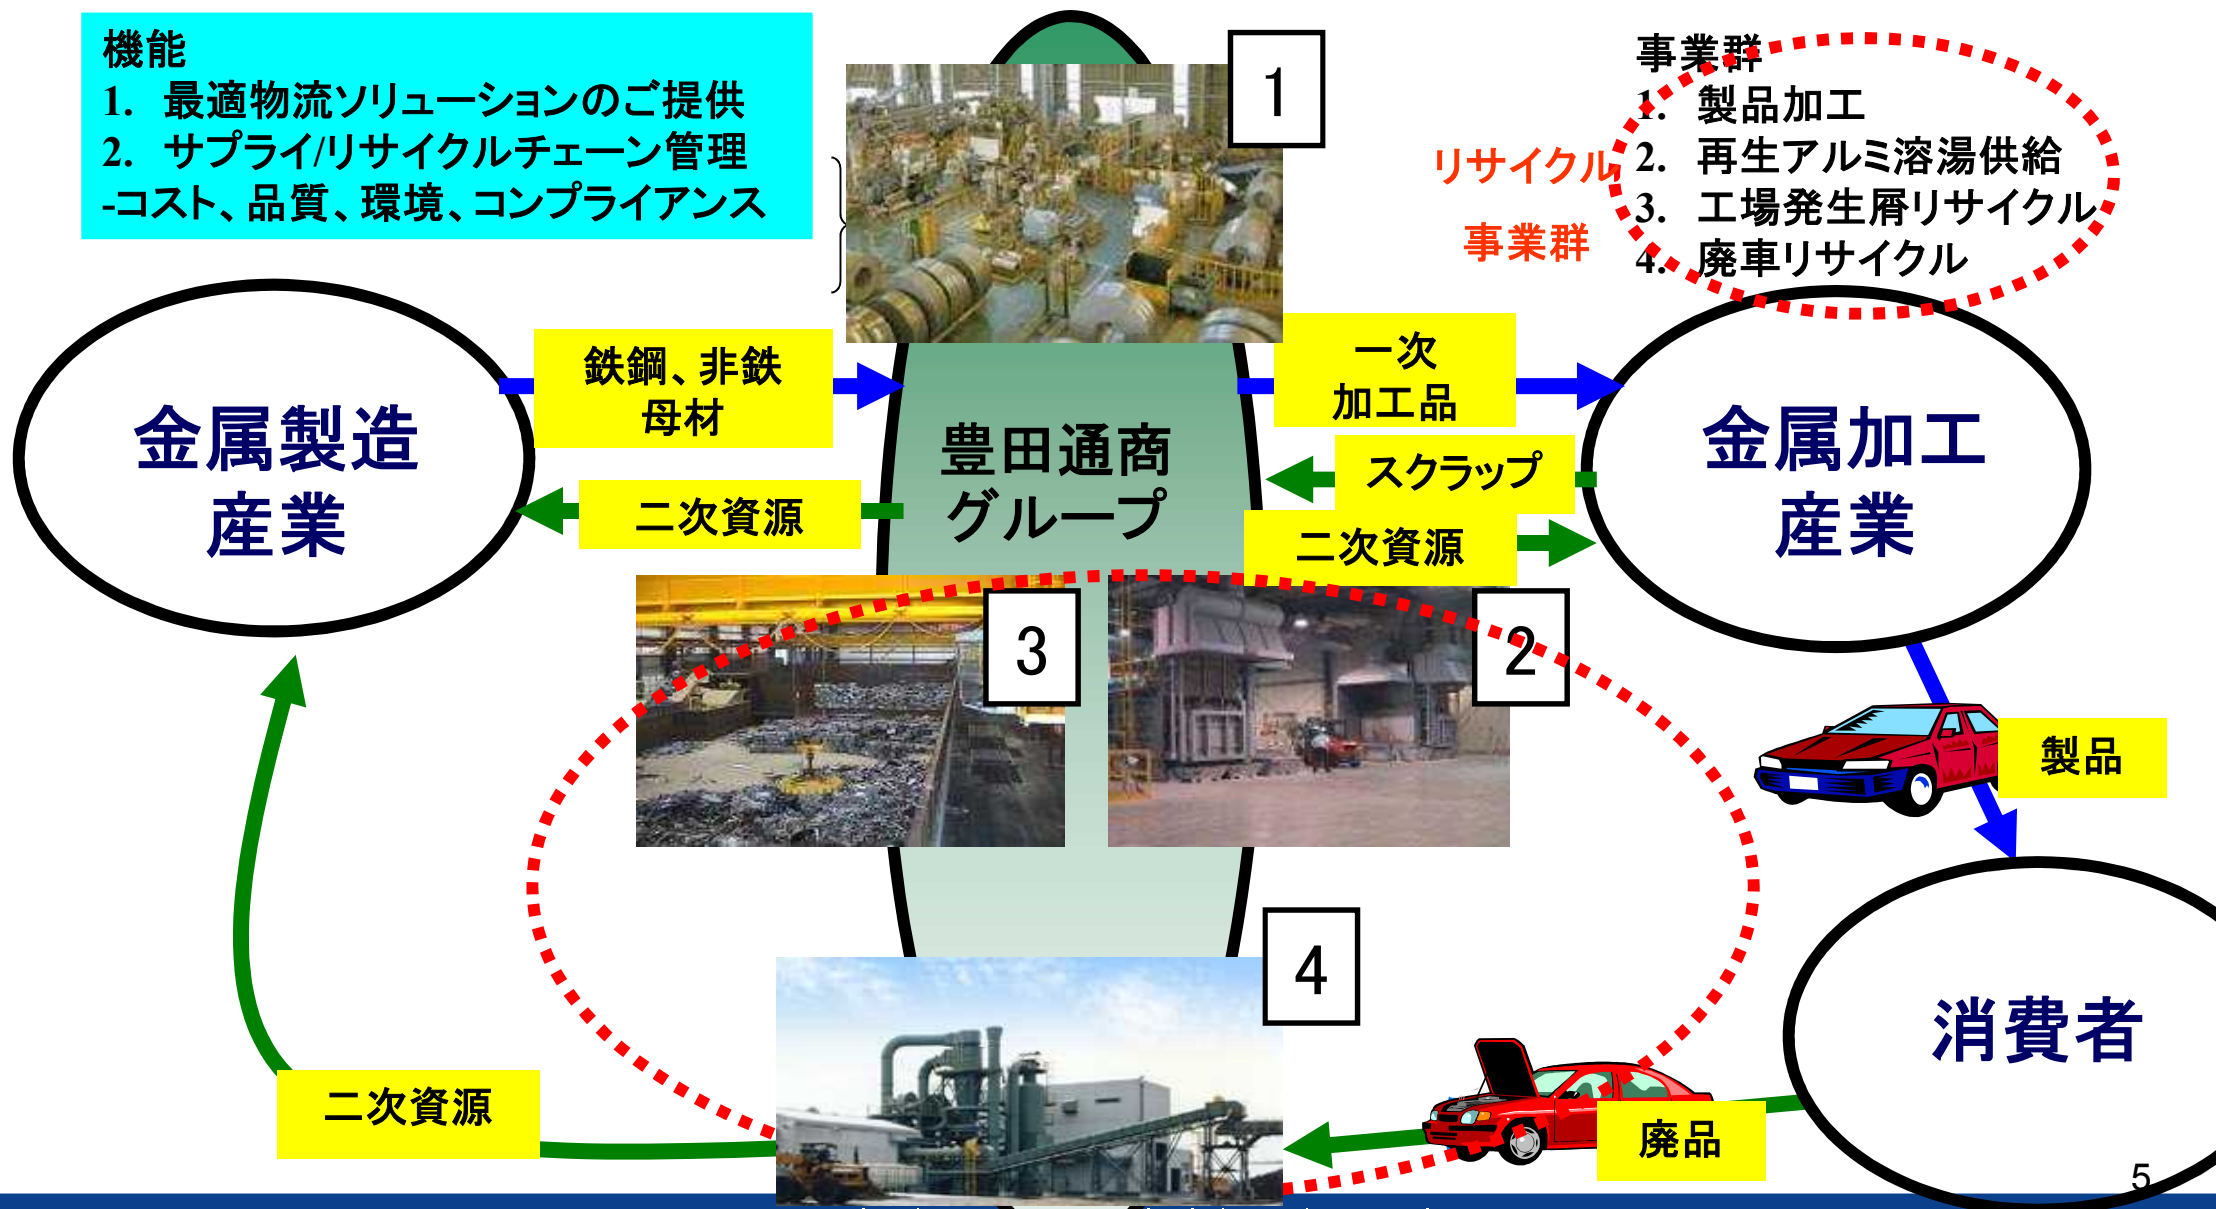 機能
1. 最適物流ソリューションのご提供
2. サプライ/リサイクルチェーン管理
-コスト、品質、環境、コンプライアンス
1
事業群
1. 製品加工
2. 再生アルミ溶湯供給
3. 工場発生屑リサイクル
4. 廃車リサイクル
リサイクル
事業群
金属製造
産業
鉄鋼、非鉄
母材
二次資源
豊田通商
グループ
一次
加工品
スクラップ
二次資源
金属加工
産業
3
2
製品
4
消費者
二次資源
廃品
5